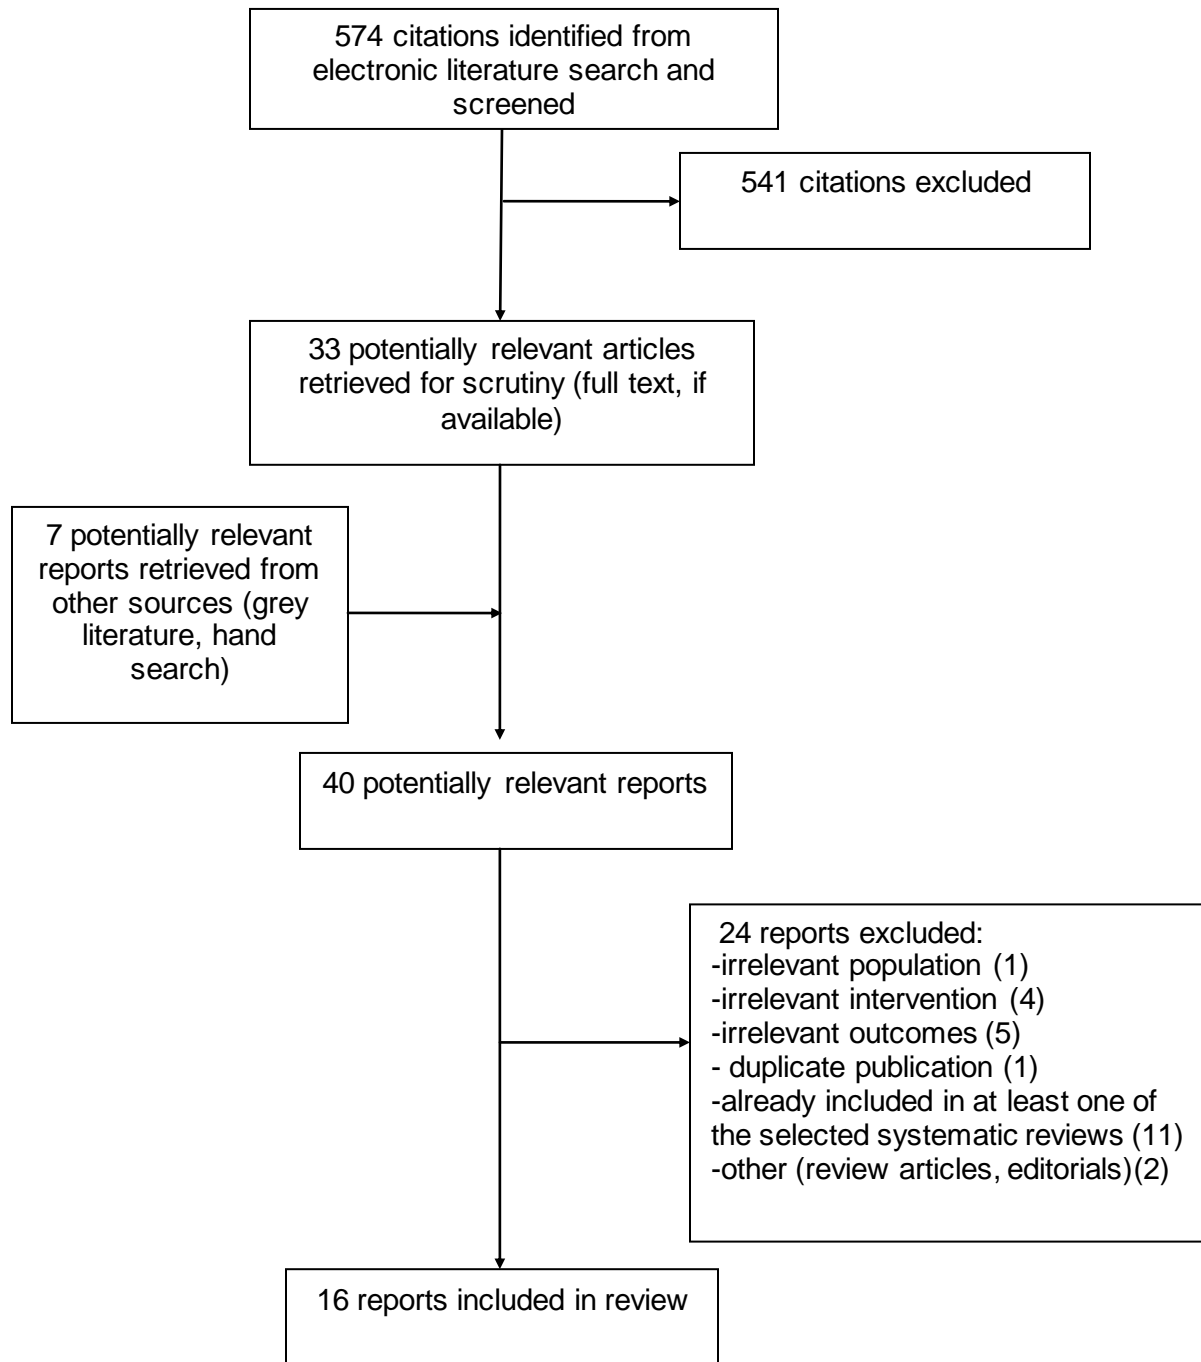 574 citations identified from
electronic literature search and
screened
541 citations excluded
33 potentially relevant articles
retrieved for scrutiny (full text, if
available)
7 potentially relevant
reports retrieved from
other sources (grey
literature, hand
search)
40 potentially relevant reports
24 reports excluded:
-irrelevant population (1)
-irrelevant intervention (4)
-irrelevant outcomes (5)
- duplicate publication (1)
-already included in at least one of
the selected systematic reviews (11)
-other (review articles, editorials)(2)
16 reports included in review